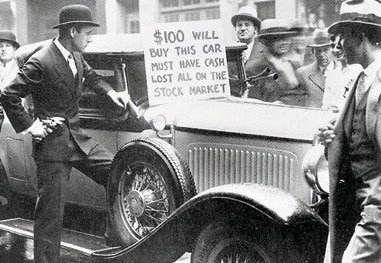 $100 WILL
BUY THIS CAR
MUST HAVE CASH
LOST ALL ON THE
STOCK MARKET